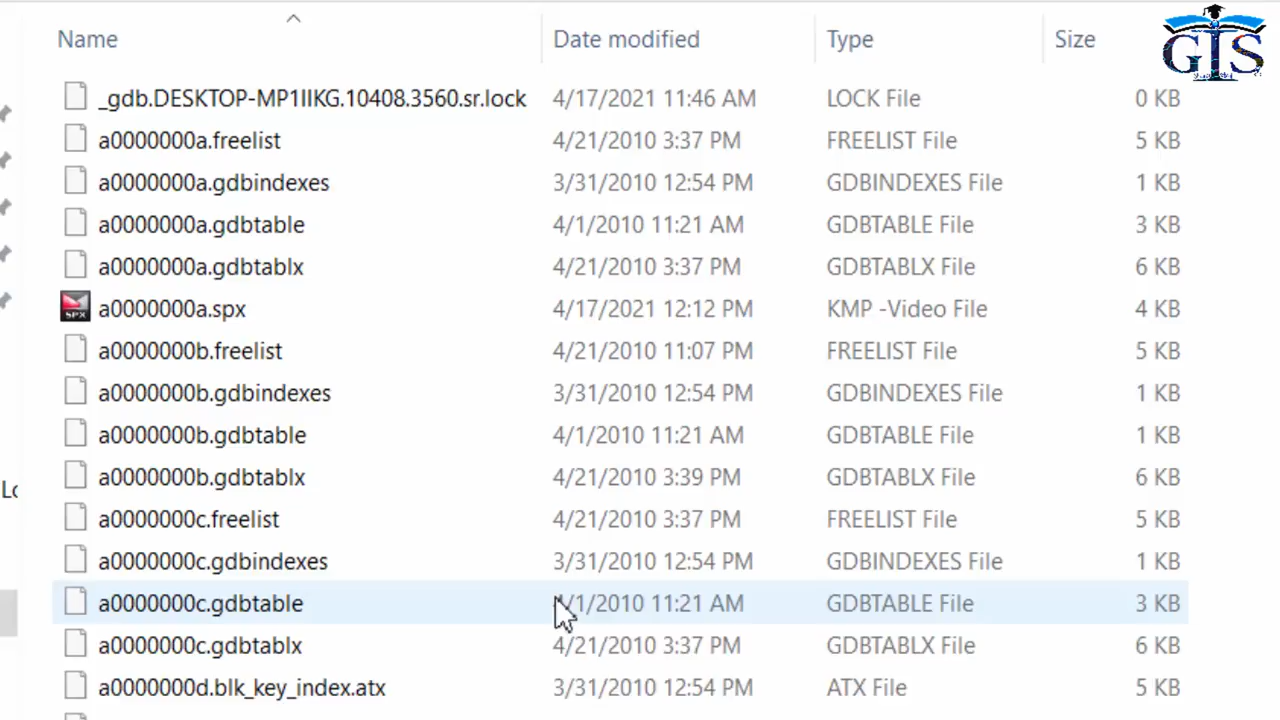 Name Date modified Type Size
GIS
_gdb.DESKTOP-MP1IIKG.10408.3560.sr.lock 4/17/2021 11:46 AM LOCK File 0 KB
a0000000a.freelist 4/21/2010 3:37 PM FREELIST File 5 KB
a0000000a.gdbindexes 3/31/2010 12:54 PM GDBINDEXES File 1 KB
a0000000a.gdbtable 4/1/2010 11:21 AM GDBTABLE File 3 KB
a0000000a.gdbtablx 4/21/2010 3:37 PM GDBTABLX File 6 KB
SPX a0000000a.spx 4/17/2021 12:12 PM KMP -Video File 4 KB
a0000000b.freelist 4/21/2010 11:07 PM FREELIST File 5 KB
a0000000b.gdbindexes 3/31/2010 12:54 PM GDBINDEXES File 1 KB
a0000000b.gdbtable 4/1/2010 11:21 AM GDBTABLE File 1 KB
a0000000b.gdbtablx 4/21/2010 3:39 PM GDBTABLX File 6 KB
Lo
a0000000c.freelist 4/21/2010 3:37 PM FREELIST File 5 KB
a0000000c.gdbindexes 3/31/2010 12:54 PM GDBINDEXES File 1 KB
a0000000c.gdbtable /1/2010 11:21 AM GDBTABLE File 3 KB
a0000000c.gdbtablx 4/21/2010 3:37 PM GDBTABLX File 6 KB
a0000000d.blk_key_index.atx 3/31/2010 12:54 PM ATX File 5 KB